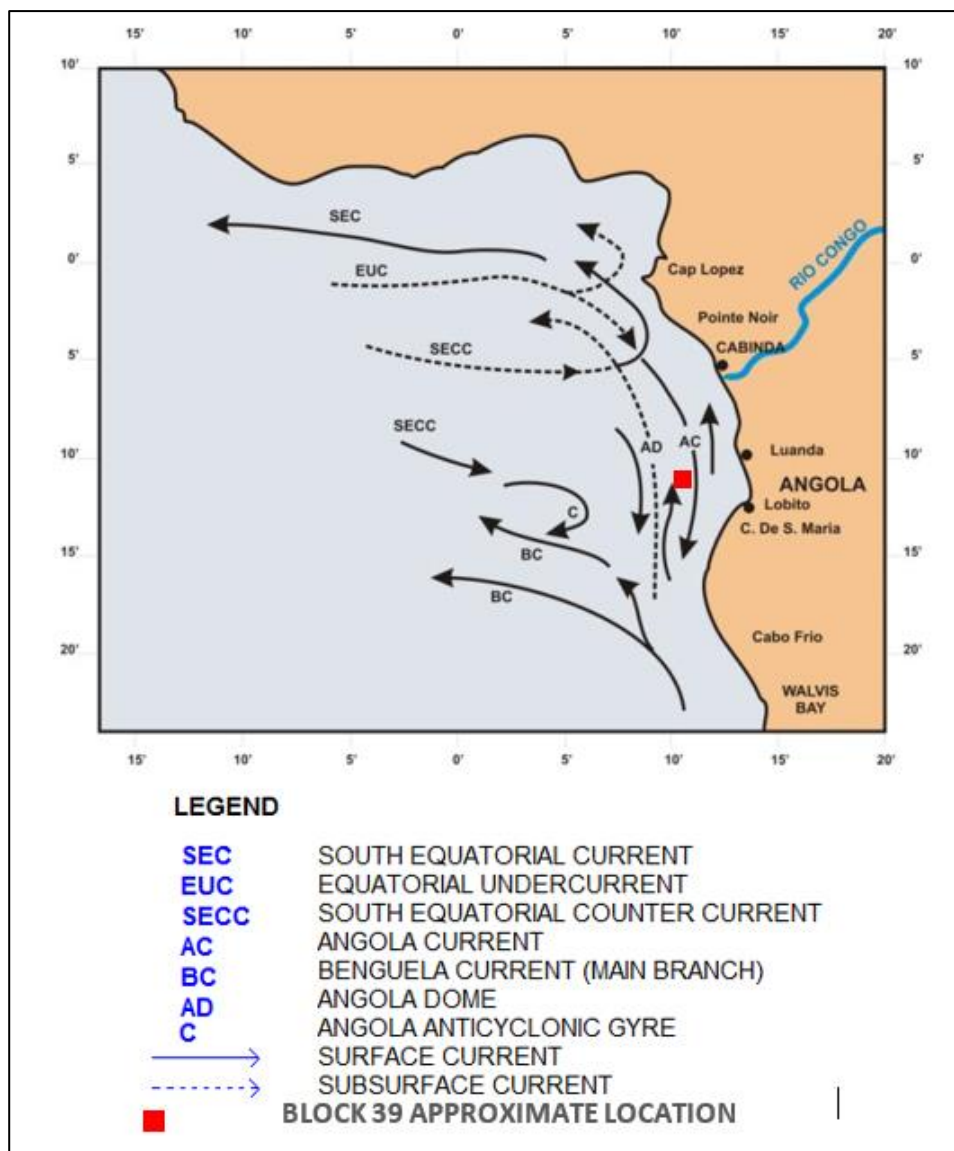 15' 10' 5' 0' 5' 10' 15' 20'
10' 10'
5' 5'
SEC
0' 0'
EUC
Cap Lopez
RIO CONGO
Pointe Noir
SECC
CABINDA
5' 5'
SECC
AD
AC
10' 10'
Luanda
ANGOLA
Lobito
C
C. De S. Maria
BC
15' 15'
BC
Cabo Frio
20' 20'
WALVIS
BAY
15' 10' 5' 0' 5' 10' 15' 20'
LEGEND
SEC SOUTH EQUATORIAL CURRENT
EUC EQUATORIAL UNDERCURRENT
SECC SOUTH EQUATORIAL COUNTER CURRENT
AC ANGOLA CURRENT
BC BENGUELA CURRENT (MAIN BRANCH)
AD ANGOLA DOME
C ANGOLA ANTICYCLONIC GYRE
SURFACE CURRENT
SUBSURFACE CURRENT
BLOCK 39 APPROXIMATE LOCATION